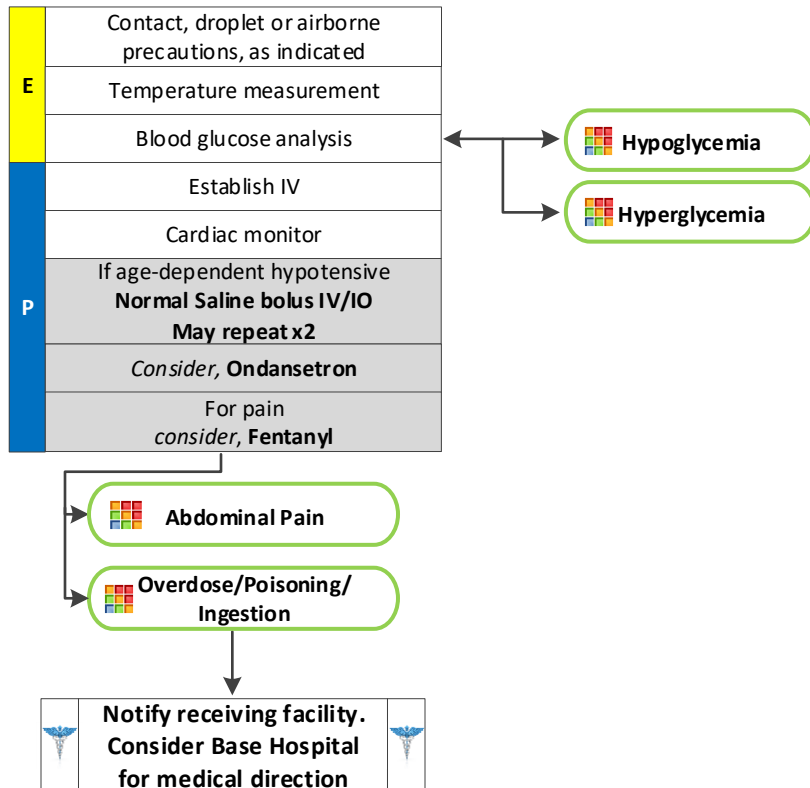 E
Contact, droplet or airborne
precautions, as indicated
Temperature measurement
Blood glucose analysis
Hypoglycemia
Hyperglycemia
P
Establish IV
Cardiac monitor
If age-dependent hypotensive
Normal Saline bolus IV/IO
May repeat x2
Consider, Ondansetron
For pain
consider, Fentanyl
Abdominal Pain
Overdose/Poisoning/
Ingestion
Notify receiving facility.
Consider Base Hospital
for medical direction